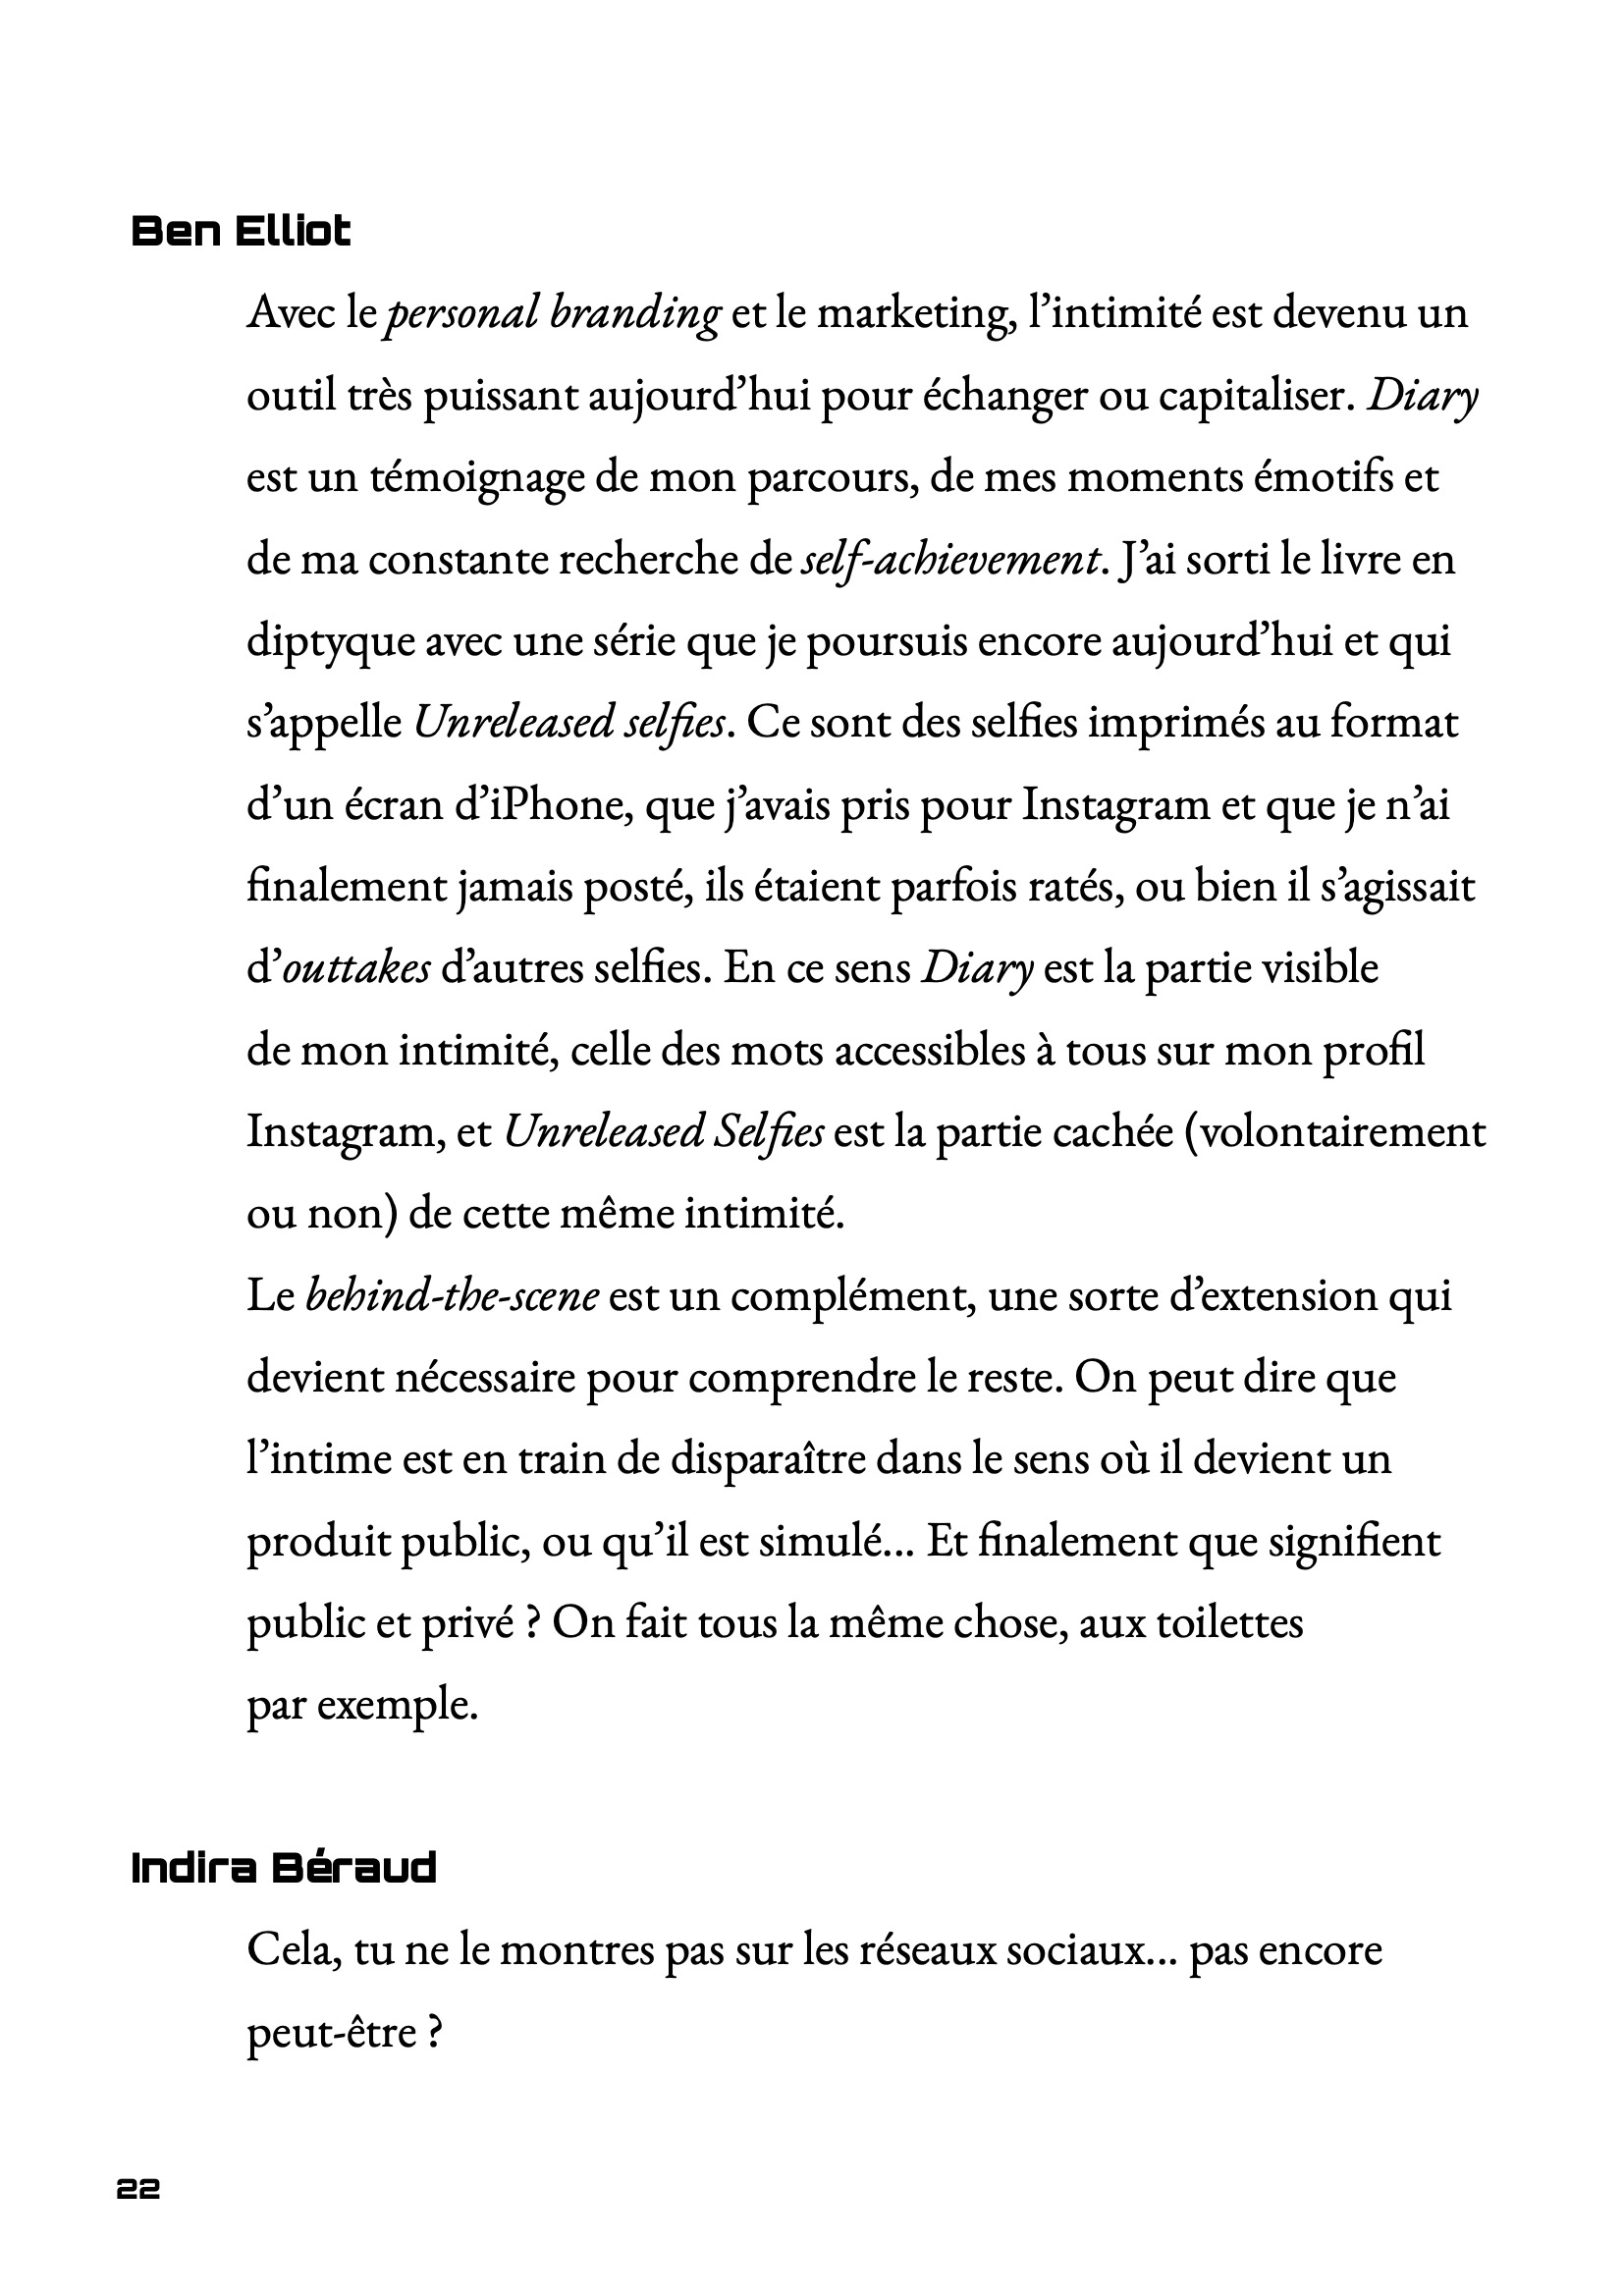 Ben Elliot
Avec le personal branding et le marketing, l’intimité est devenu un
outil très puissant aujourd’hui pour échanger ou capitaliser. Diary
est un témoignage de mon parcours, de mes moments émotifs et
de ma constante recherche de self-achievement. J’ai sorti le livre en
diptyque avec une série que je poursuis encore aujourd’hui et qui
s’appelle Unreleased selfies. Ce sont des selfies imprimés au format
d’un écran d’iPhone, que j’avais pris pour Instagram et que je n’ai
finalement jamais posté, ils étaient parfois ratés, ou bien il s’agissait
d’outtakes d’autres selfies. En ce sens Diary est la partie visible
de mon intimité, celle des mots accessibles à tous sur mon profil
Instagram, et Unreleased Selfies est la partie cachée (volontairement
ou non) de cette même intimité.
Le behind-the-scene est un complément, une sorte d’extension qui
devient nécessaire pour comprendre le reste. On peut dire que
l’intime est en train de disparaître dans le sens où il devient un
produit public, ou qu’il est simulé… Et finalement que signifient
public et privé ? On fait tous la même chose, aux toilettes
par exemple.
Indira Béraud
Cela, tu ne le montres pas sur les réseaux sociaux… pas encore
peut-être ?
22